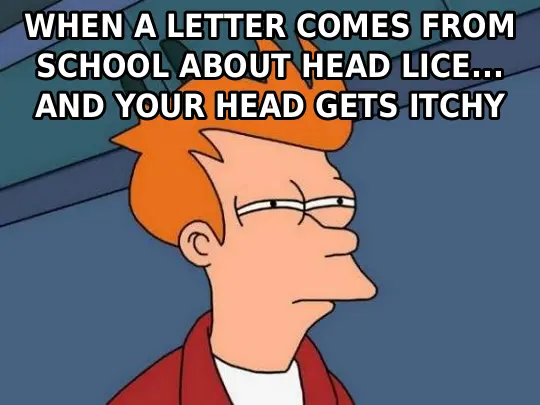 WHEN A LETTER COMES FROM
SCHOOL ABOUT HEAD LICE...
AND YOUR HEAD GETS ITCHY